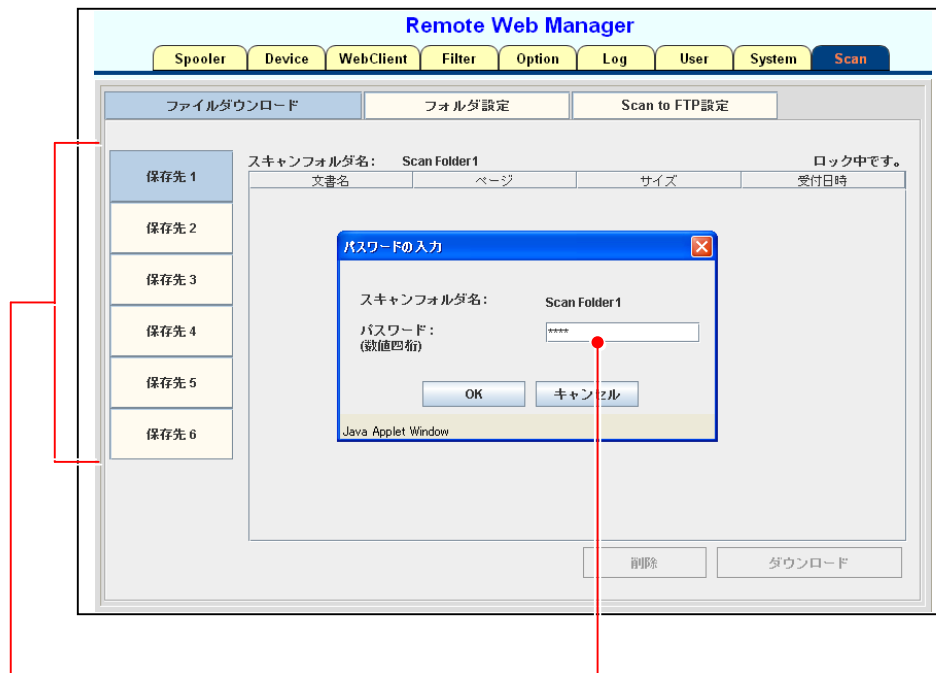 Remote Web Manager
Spooler Device WebClient Filter Option Log User System Scan
ファイルダウンロード フォルダ設定 Scan to FTP設定
スキャンフォルダ名: Scan Folder1 ロック中です。
文書名 ページ サイズ 受付日時
保存先 1
保存先 2
保存先 3
保存先 4
保存先 5
保存先 6
パスワードの入力
スキャンフォルダ名: Scan Folder1
パスワード: ****
(数値四桁)
OK キャンセル
Java Applet Window
削除 ダウンロード